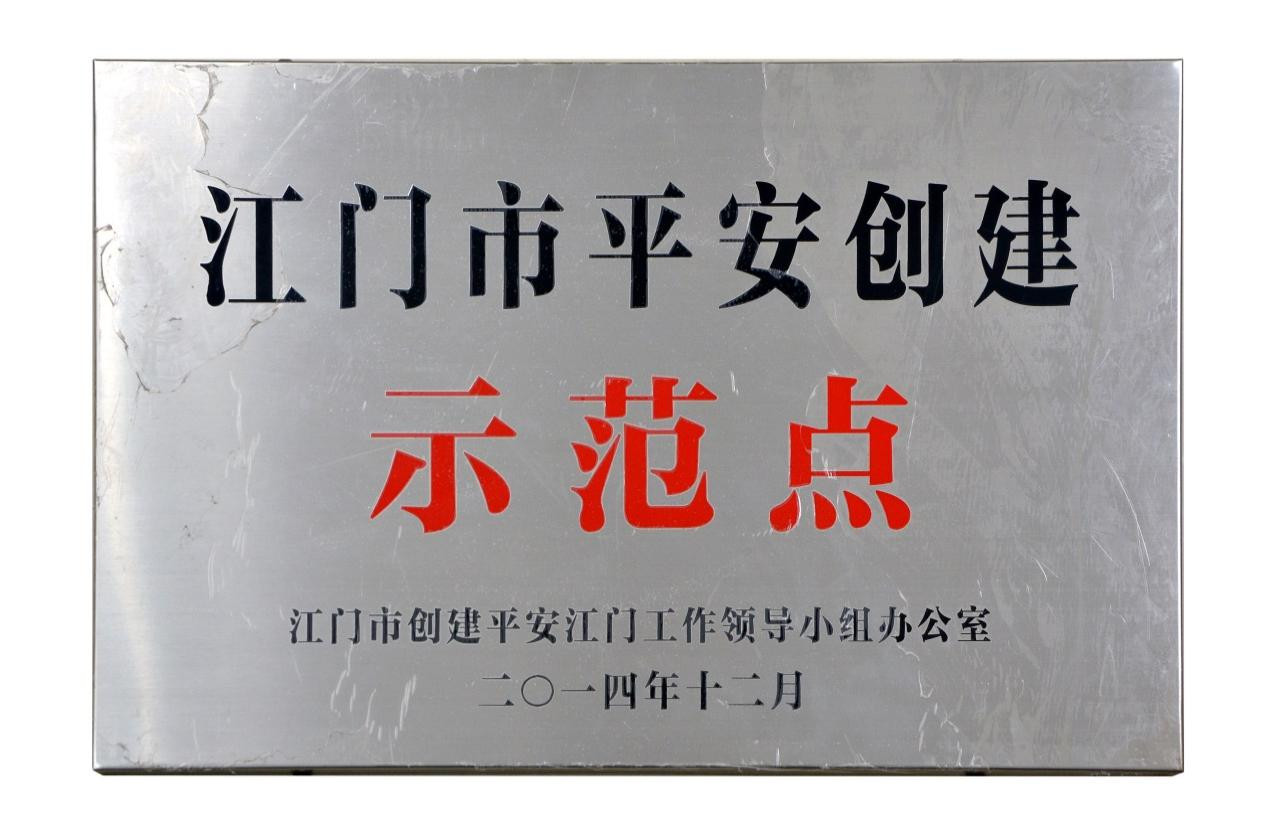 江门市平安创建
示范点
江门市创建平安江门工作领导小组办公室
二〇一四年十二月